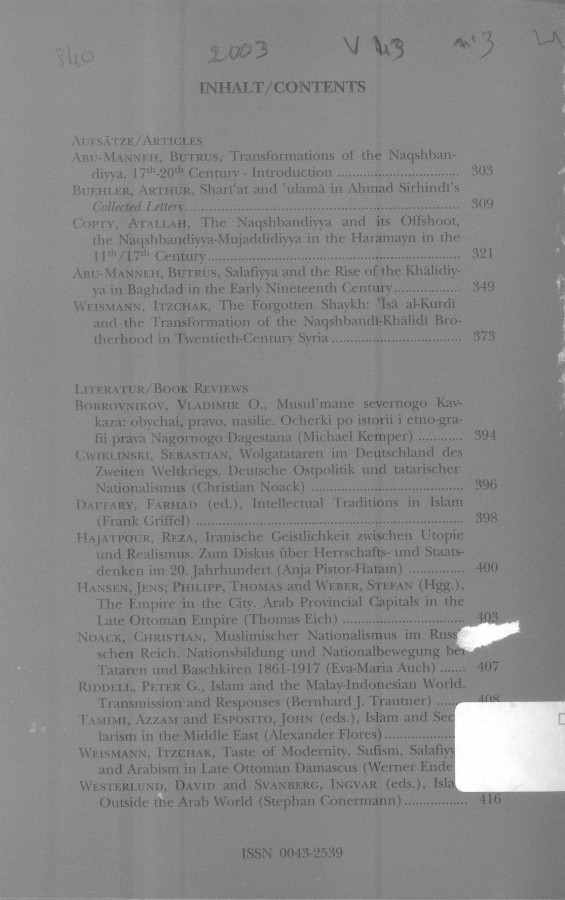 840 2003 V 43 n°3
INHALT/CONTENTS
AUFSÄTZE/ARTICLES
ABU-MANNEH, BUTRUS, Transformations of the Naqshban-
diyya, 17th-20th Century - Introduction ................................ 303
BUEHLER, ARTHUR, Sharīʿat and ʿulamā in Ahmad Sirhindī's
Collected Letters ................................ 309
COPTY, ATALLAH, The Naqshbandiyya and its Offshoot,
the Naqshbandiyya-Mujaddidiyya in the Haramayn in the
11th/17th Century ................................ 321
ABU-MANNEH, BUTRUS, Salafiyya and the Rise of the Khālidiy-
ya in Baghdad in the Early Nineteenth Century .................... 349
WEISMANN, ITZCHAK, The Forgotten Shaykh: ʿĪsā al-Kurdī
and the Transformation of the Naqshbandī-Khālidī Bro-
therhood in Twentieth-Century Syria ................................ 373
LITERATUR/BOOK REVIEWS
BOBROVNIKOV, VLADIMIR O., Musul'mane severnogo Kav-
kaza: obychai, pravo, nasilie. Ocherki po istorii i etno-gra-
fii prava Nagornogo Dagestana (Michael Kemper) ............ 394
CWIKLINSKI, SEBASTIAN, Wolgatataren im Deutschland des
Zweiten Weltkriegs. Deutsche Ostpolitik und tatarischer
Nationalismus (Christian Noack) ................................ 396
DAFTARY, FARHAD (ed.), Intellectual Traditions in Islam
(Frank Griffel) ................................ 398
HAJATPOUR, REZA, Iranische Geistlichkeit zwischen Utopie
und Realismus. Zum Diskus über Herrschafts- und Staats-
denken im 20. Jahrhundert (Anja Pistor-Hatam) .............. 400
HANSEN, JENS; PHILIPP, THOMAS and WEBER, STEFAN (Hgg.),
The Empire in the City. Arab Provincial Capitals in the
Late Ottoman Empire (Thomas Eich) ................................ 403
NOACK, CHRISTIAN, Muslimischer Nationalismus im Russ
schen Reich. Nationsbildung und Nationalbewegung bei
Tataren und Baschkiren 1861-1917 (Eva-Maria Auch) ....... 407
RIDDELL, PETER G., Islam and the Malay-Indonesian World.
Transmission and Responses (Bernhard J. Trautner) ...... 408
TAMIMI, AZZAM and ESPOSITO, JOHN (eds.), Islam and Sec
larism in the Middle East (Alexander Flores) ..................
WEISMANN, ITZCHAK, Taste of Modernity. Sufism, Salafiyy
and Arabism in Late Ottoman Damascus (Werner Ende
WESTERLUND, DAVID and SVANBERG, INGVAR (eds.), Isla
Outside the Arab World (Stephan Conermann) ................ 416
ISSN 0043-2539